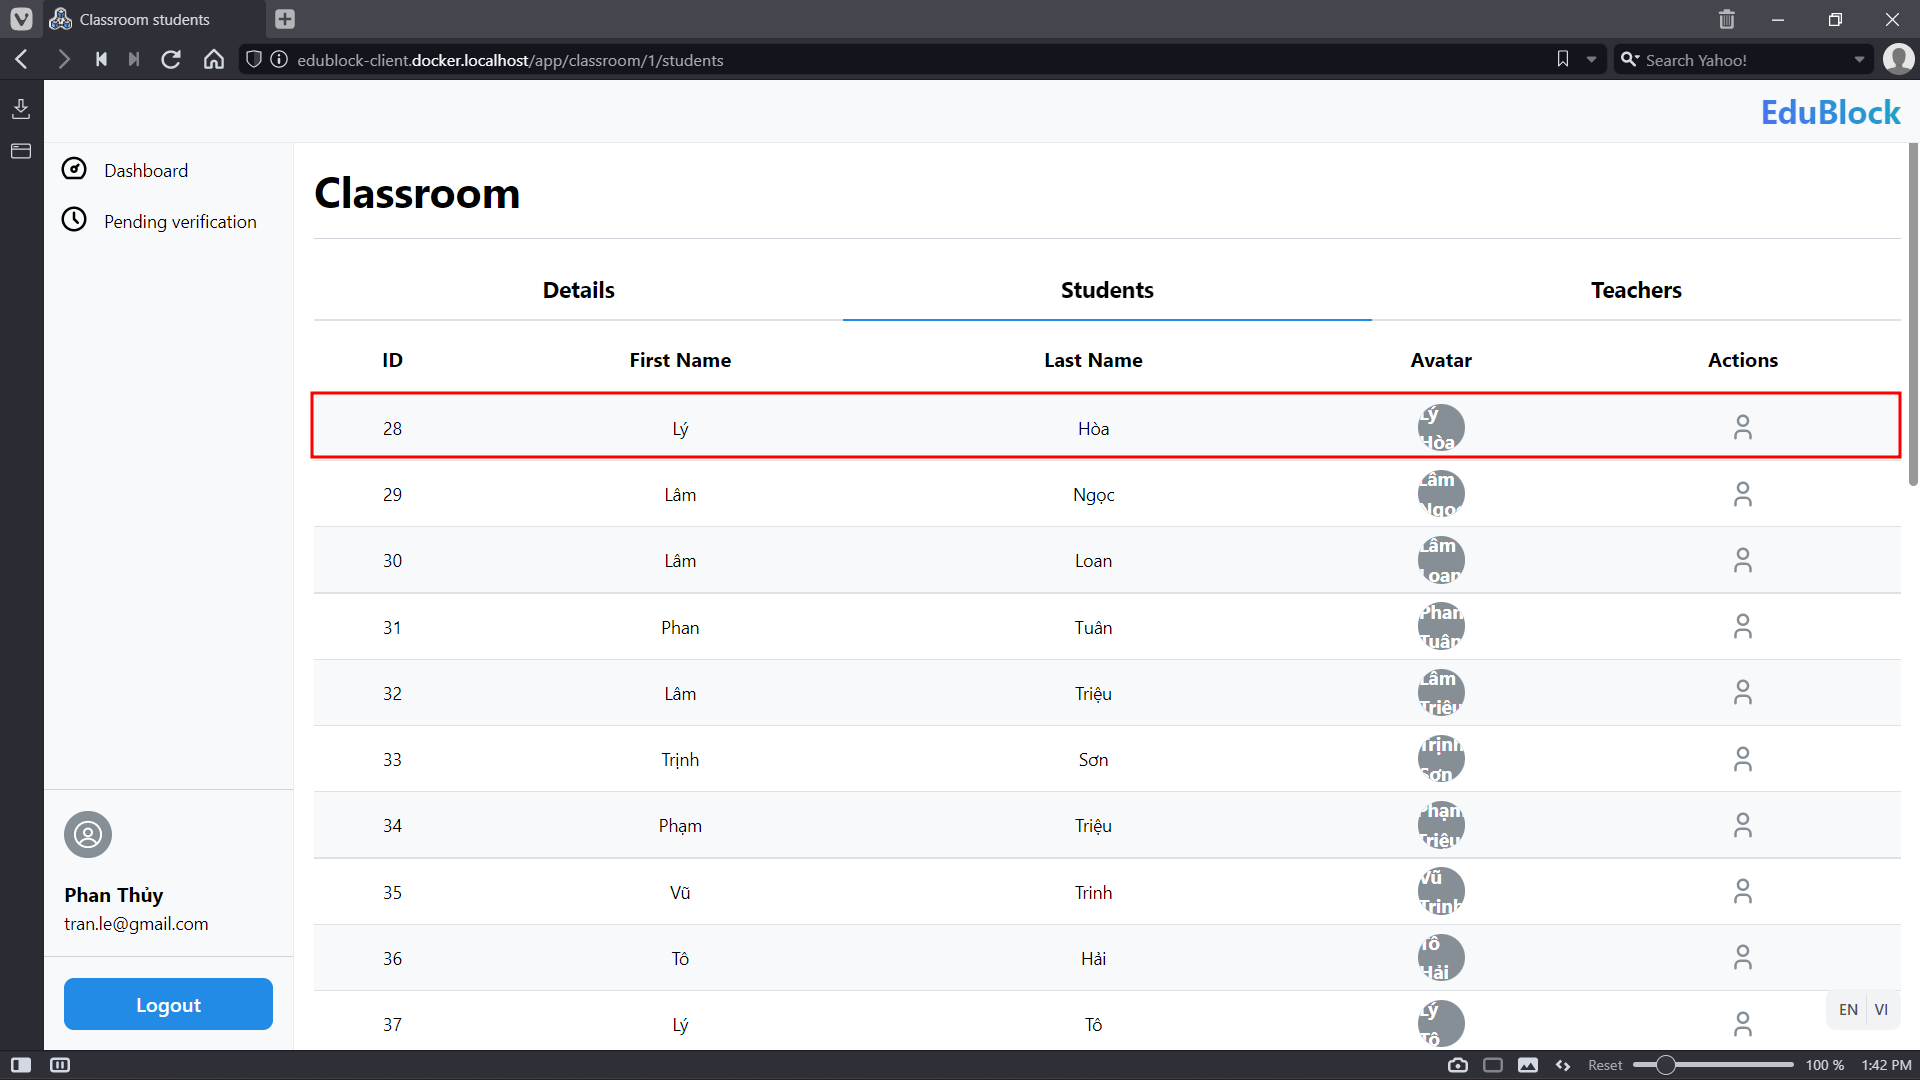 Classroom students
edublock-client.docker.localhost/app/classroom/1/students
Search Yahoo!
EduBlock
Dashboard
Pending verification
Classroom
Details Students Teachers
ID First Name Last Name Avatar Actions
28 Lý Hòa Lý Hòa
29 Lâm Ngọc Lâm Ngọc
30 Lâm Loan Lâm Loan
31 Phan Tuân Phan Tuân
32 Lâm Triệu Lâm Triệu
33 Trịnh Sơn Trịnh Sơn
34 Phạm Triệu Phạm Triệu
35 Vũ Trinh Vũ Trinh
36 Tô Hải Tô Hải
37 Lý Tô Lý Tô
Phan Thủy
tran.le@gmail.com
Logout
EN VI
Reset 100 % 1:42 PM